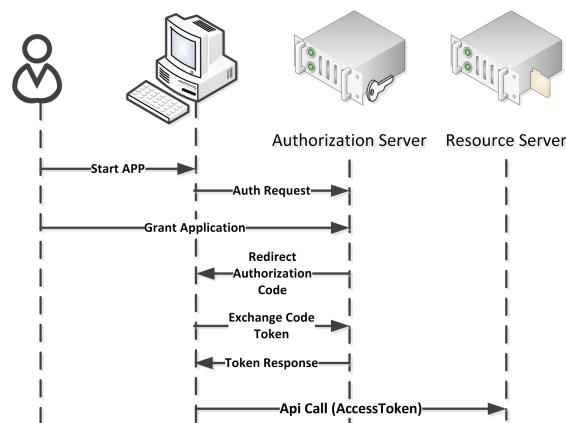 Authorization Server
Resource Server
Start APP
Auth Request
Grant Application
Redirect
Authorization
Code
Exchange Code
Token
Token Response
Api Call (AccessToken)